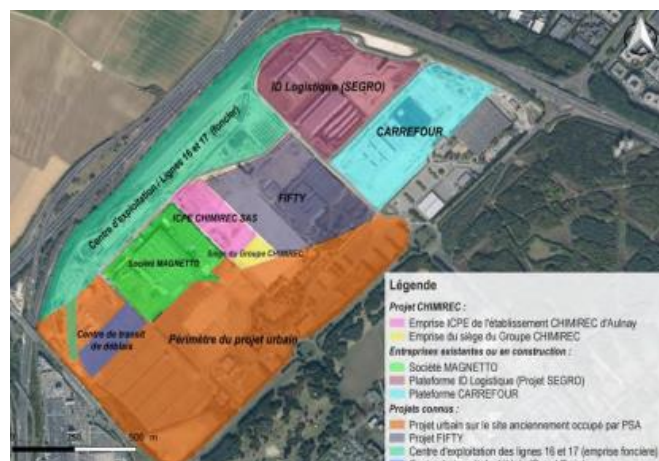 ID Logistique (SEGRO)
CARREFOUR
Centre d'exploitation / Lignes 16 et 17 (foncier)
FIFTY
ICPE CHIMIREC SAS
Siège du Groupe CHIMIREC
Société MAGNETTO
Centre de transit
de déblais
Périmètre du projet urbain
500 m
Légende
Projet CHIMIREC :
Emprise ICPE de l'établissement CHIMIREC d'Aulnay
Emprise du siège du Groupe CHIMIREC
Entreprises existantes ou en construction :
Société MAGNETTO
Plateforme ID Logistique (Projet SEGRO)
Plateforme CARREFOUR
Projets connus :
Projet urbain sur le site anciennement occupé par PSA
Projet FIFTY
Centre d'exploitation des lignes 16 et 17 (emprise foncière)